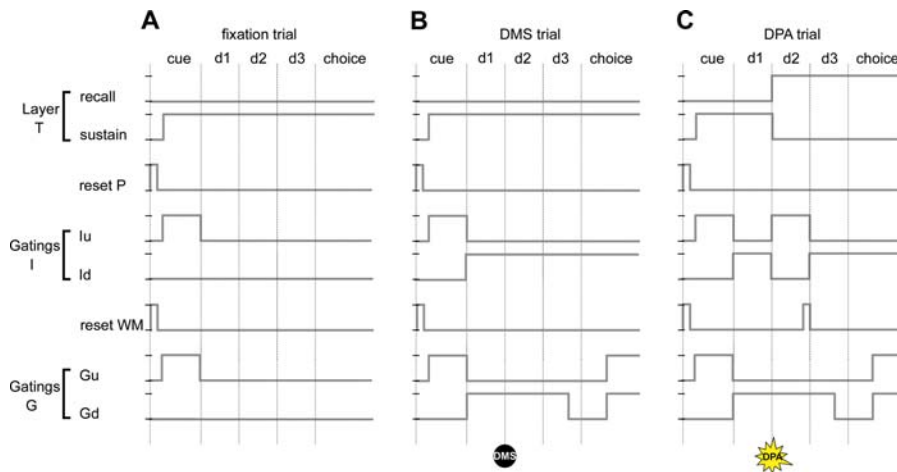 A B C
fixation trial DMS trial DPA trial
cue d1 d2 d3 choice cue d1 d2 d3 choice cue d1 d2 d3 choice
recall
Layer
T
sustain
reset P
Iu
Gatings
I
Id
reset WM
Gu
Gatings
G
Gd
DMS DPA